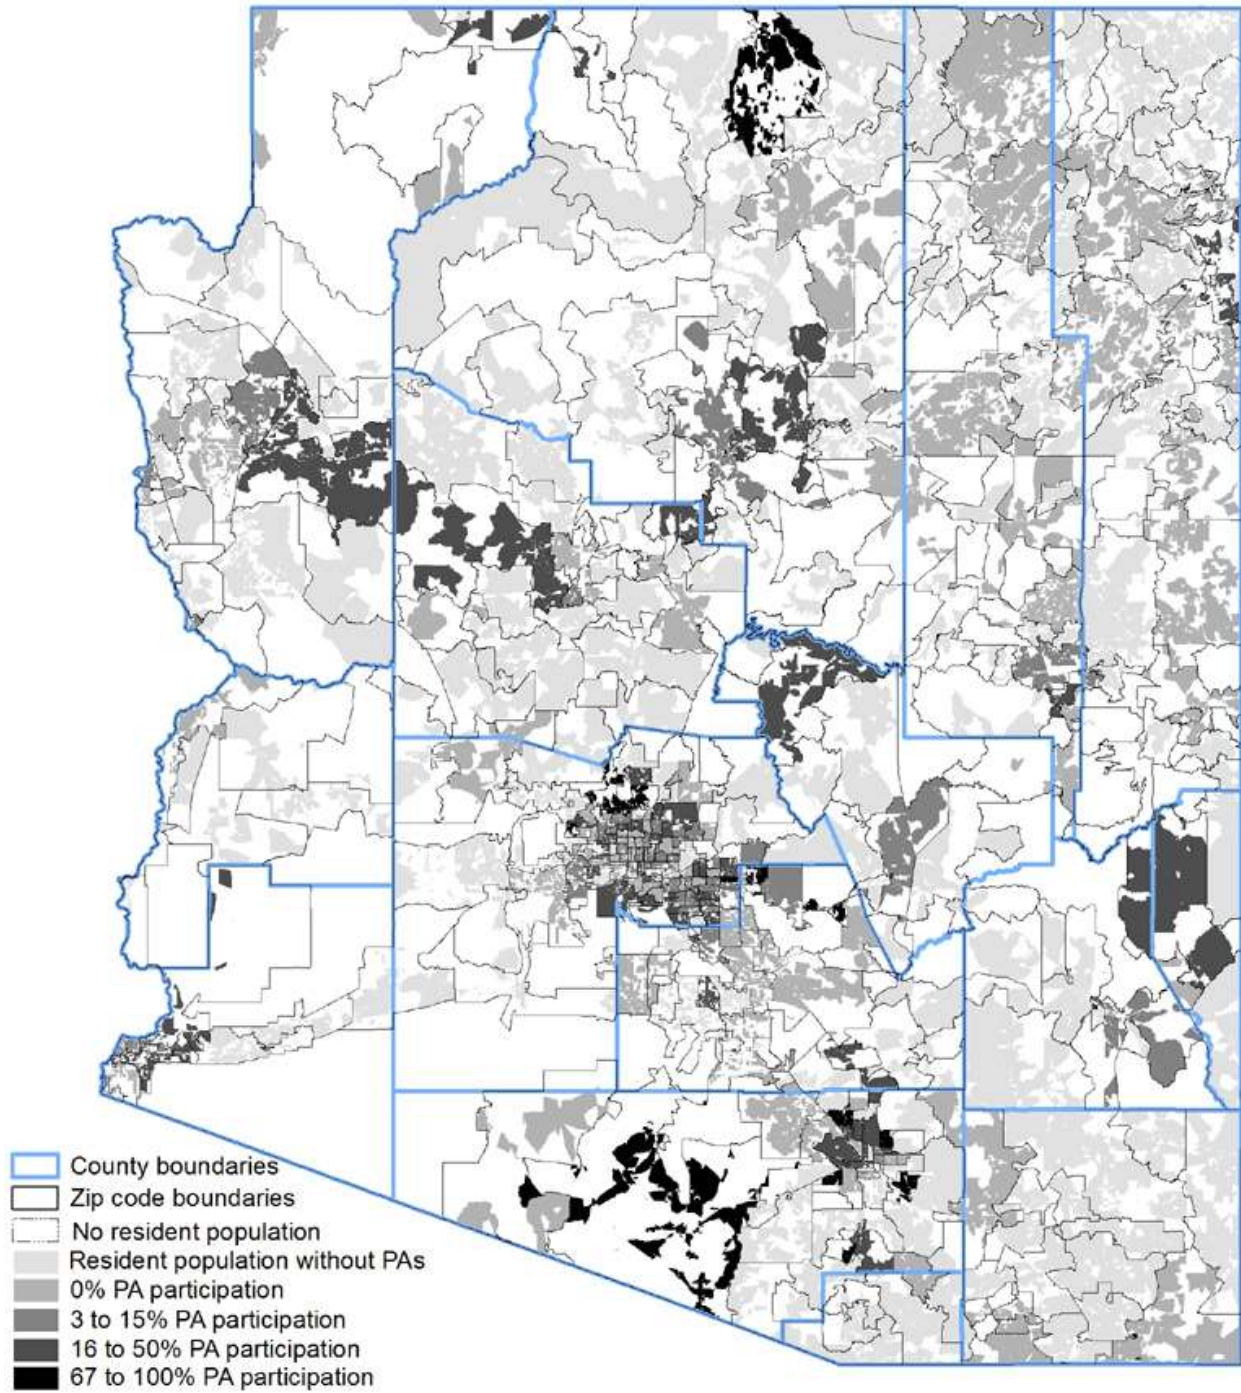 County boundaries
Zip code boundaries
No resident population
Resident population without PAs
0% PA participation
3 to 15% PA participation
16 to 50% PA participation
67 to 100% PA participation